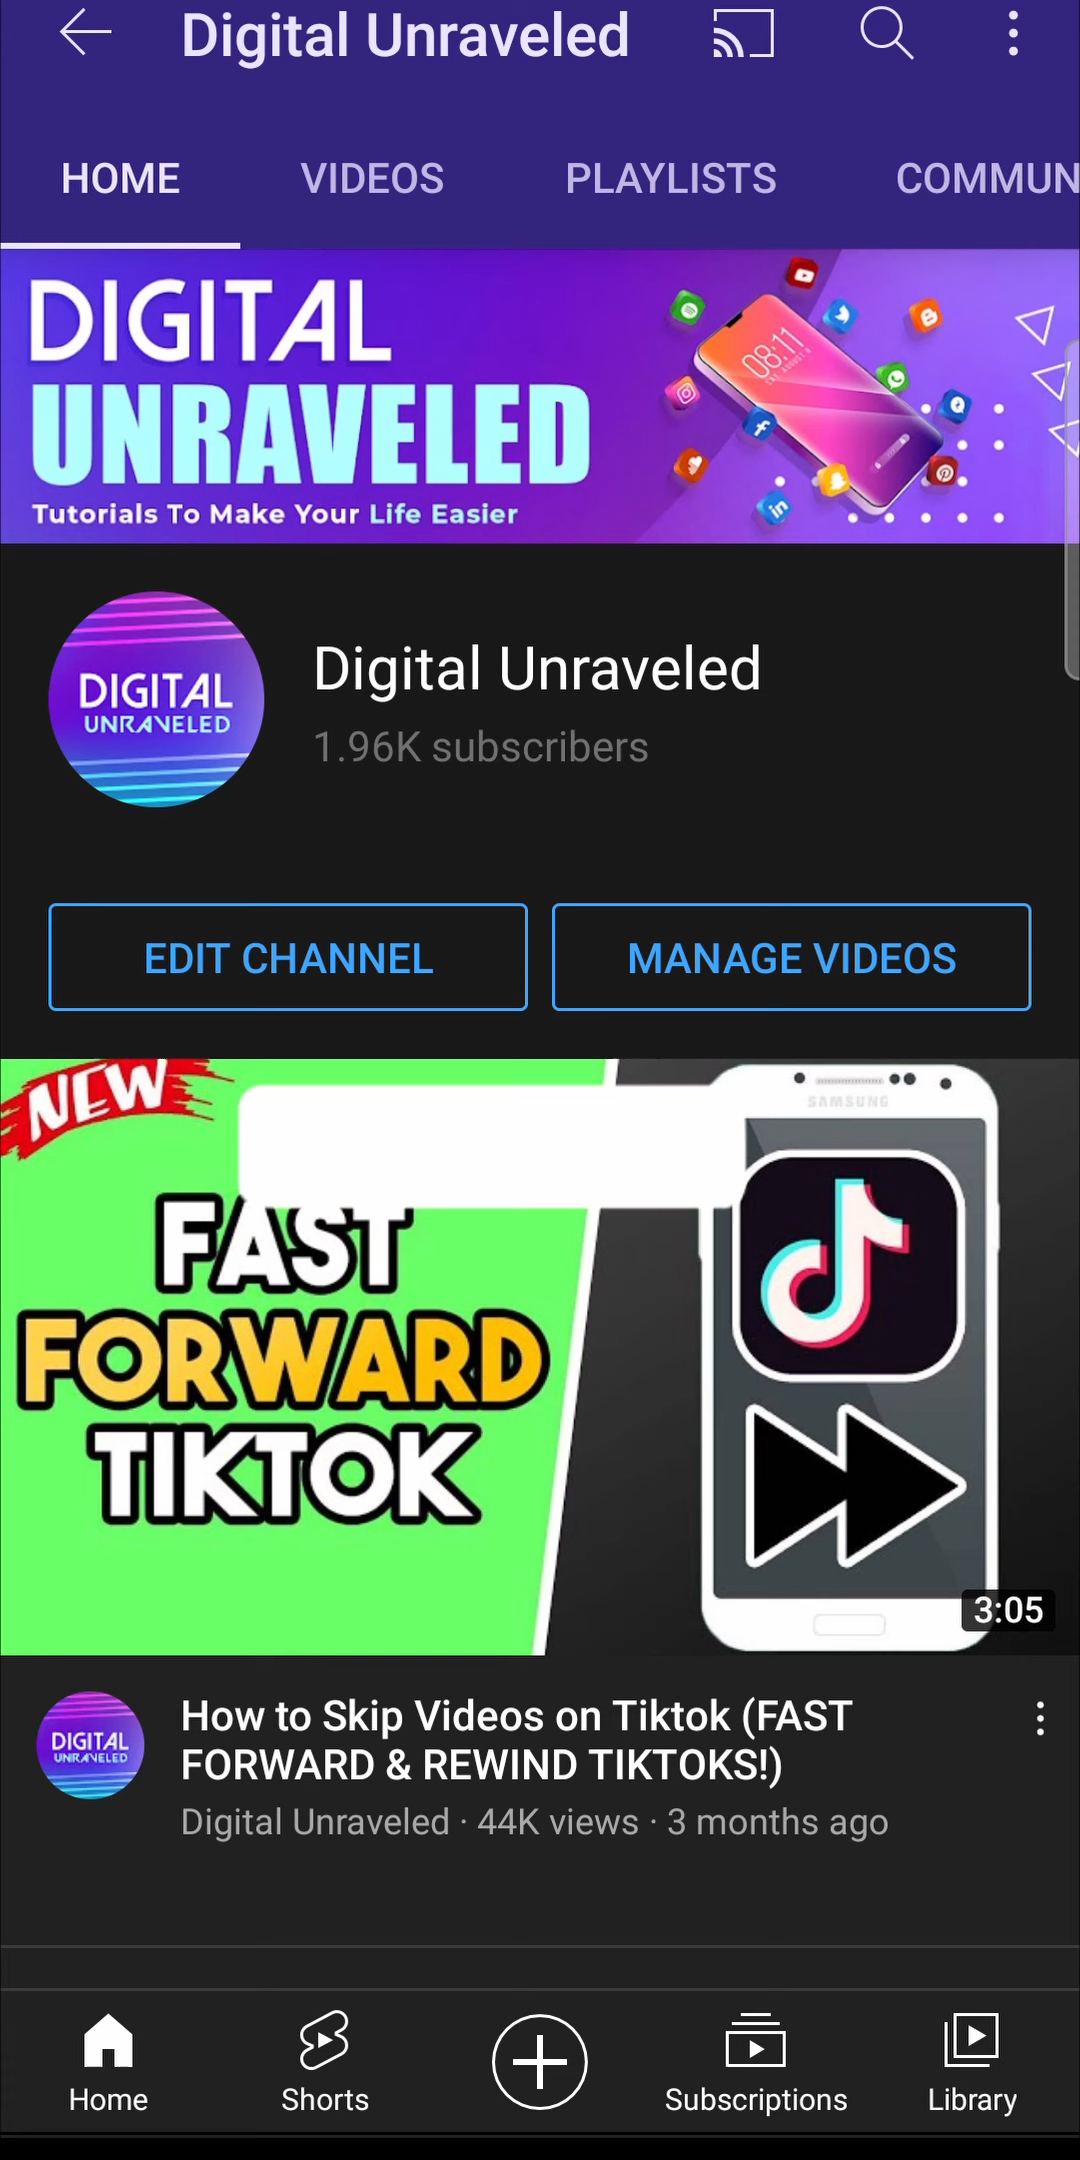 Digital Unraveled
HOME VIDEOS PLAYLISTS COMMUN
DIGITAL
UNRAVELED
Tutorials To Make Your Life Easier
08:11
DIGITAL
UNRAVELED
Digital Unraveled
1.96K subscribers
EDIT CHANNEL MANAGE VIDEOS
NEW
SAMSUNG
FAST
FORWARD
TIKTOK
3:05
DIGITAL
UNRAVELED
How to Skip Videos on Tiktok (FAST
FORWARD & REWIND TIKTOKS!)
Digital Unraveled · 44K views · 3 months ago
Home Shorts Subscriptions Library